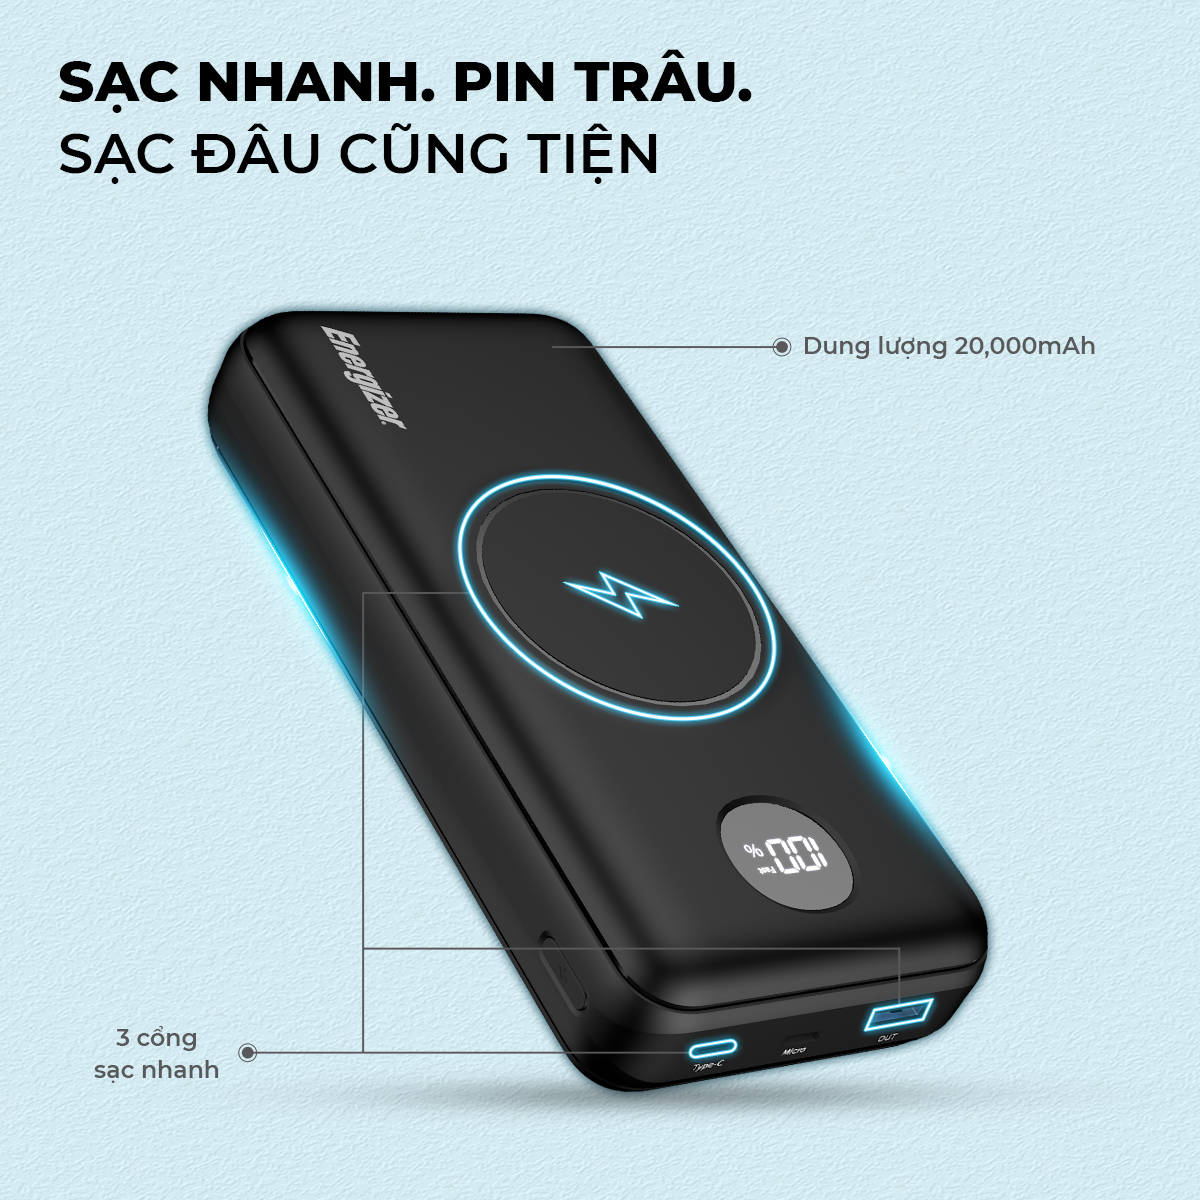 SẠC NHANH. PIN TRÂU.
SẠC ĐÂU CŨNG TIỆN
Energizer
Dung lượng 20,000mAh
100 %
Fast
3 cổng
sạc nhanh
Type-C
Micro
OUT